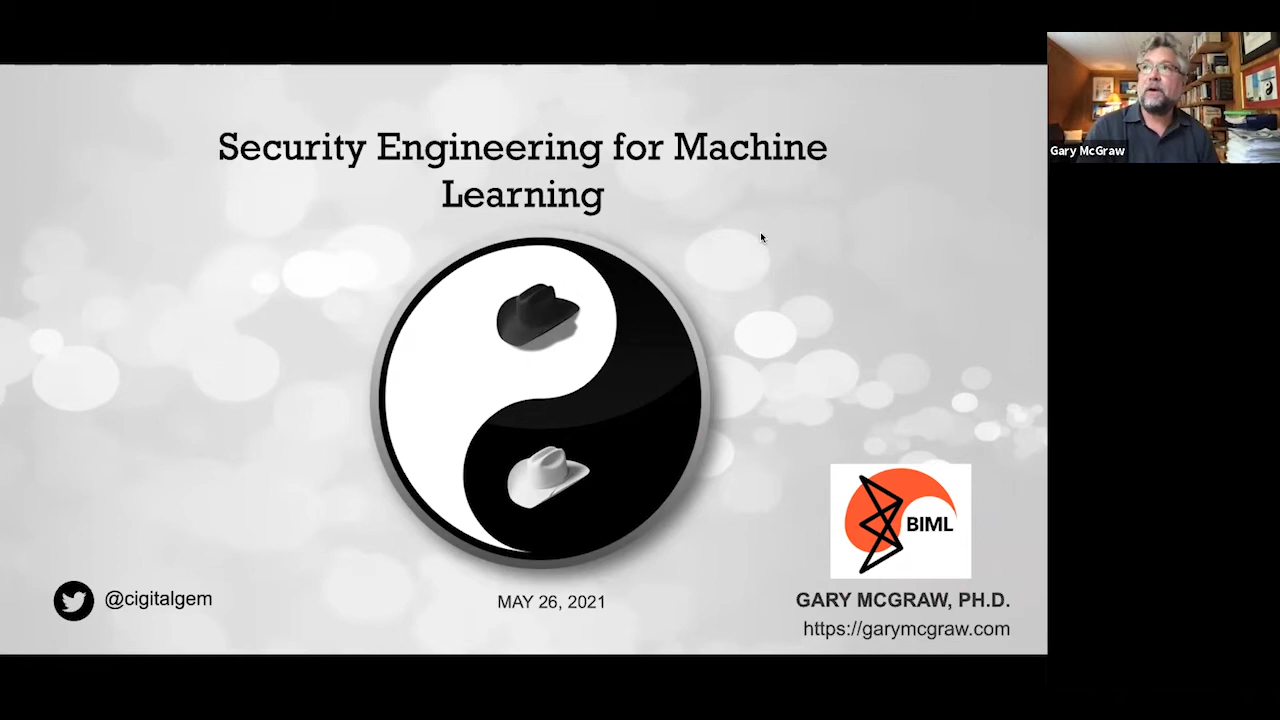 Security Engineering for Machine
Learning
Gary McGraw
BIML
@cigitalgem
MAY 26, 2021
GARY MCGRAW, PH.D.
https://garymcgraw.com